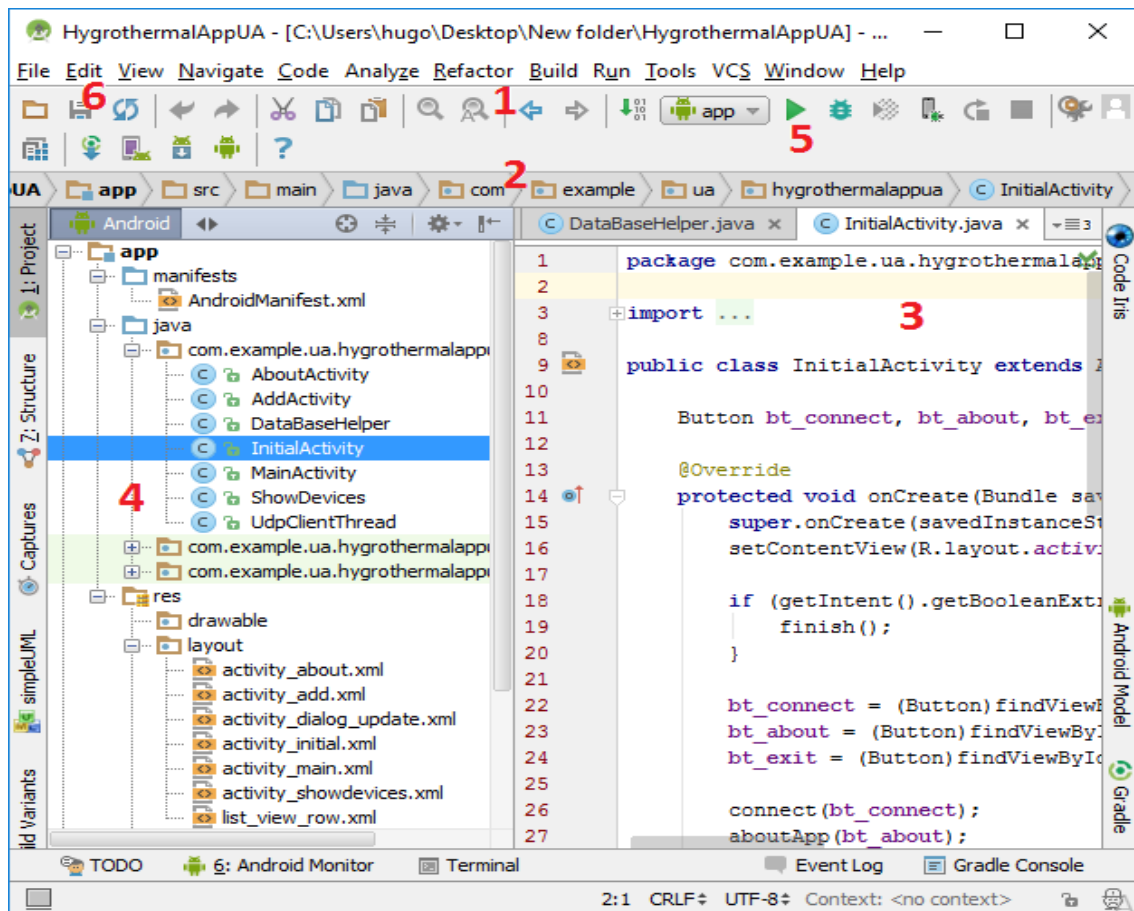 HygrothermalAppUA - [C:\Users\hugo\Desktop\New folder\HygrothermalAppUA] - ...
File Edit View Navigate Code Analyze Refactor Build Run Tools VCS Window Help
6 1 app 5
?
2
UA app src main java com example ua hygrothermalappua InitialActivity
Android
DataBaseHelper.java InitialActivity.java 3
1: Project
7: Structure
Captures
simpleUML
ild Variants
app
manifests
AndroidManifest.xml
java
com.example.ua.hygrothermalappu
AboutActivity
AddActivity
DataBaseHelper
InitialActivity
MainActivity
4
ShowDevices
UdpClientThread
com.example.ua.hygrothermalappu
com.example.ua.hygrothermalappu
res
drawable
layout
activity_about.xml
activity_add.xml
activity_dialog_update.xml
activity_initial.xml
activity_main.xml
activity_showdevices.xml
list_view_row.xml
1 package com.example.ua.hygrothermalapp
2
3 import ...
3
8
9 public class InitialActivity extends A
10
11 Button bt_connect, bt_about, bt_ex
12
13 @Override
14 protected void onCreate(Bundle sav
15 super.onCreate(savedInstanceSt
16 setContentView(R.layout.activi
17
18 if (getIntent().getBooleanExtr
19 finish();
20 }
21
22 bt_connect = (Button)findViewB
23 bt_about = (Button)findViewBy
24 bt_exit = (Button)findViewById
25
26 connect(bt_connect);
27 aboutApp(bt_about);
Code Iris
Android Model
Gradle
TODO 6: Android Monitor Terminal Event Log Gradle Console
2:1 CRLF UTF-8 Context: <no context>